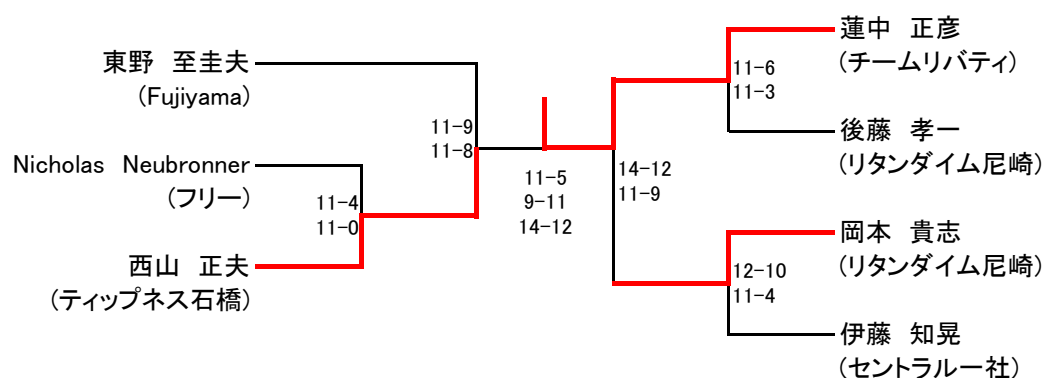 東野 至圭夫
(Fujiyama)
Nicholas Neubronner
(フリー)
西山 正夫
(ティップネス石橋)
11-4
11-0
11-9
11-8
11-5
9-11
14-12
14-12
11-9
11-6
11-3
12-10
11-4
蓮中 正彦
(チームリバティ)
後藤 孝一
(リタンダイム尼崎)
岡本 貴志
(リタンダイム尼崎)
伊藤 知晃
(セントラル一社)